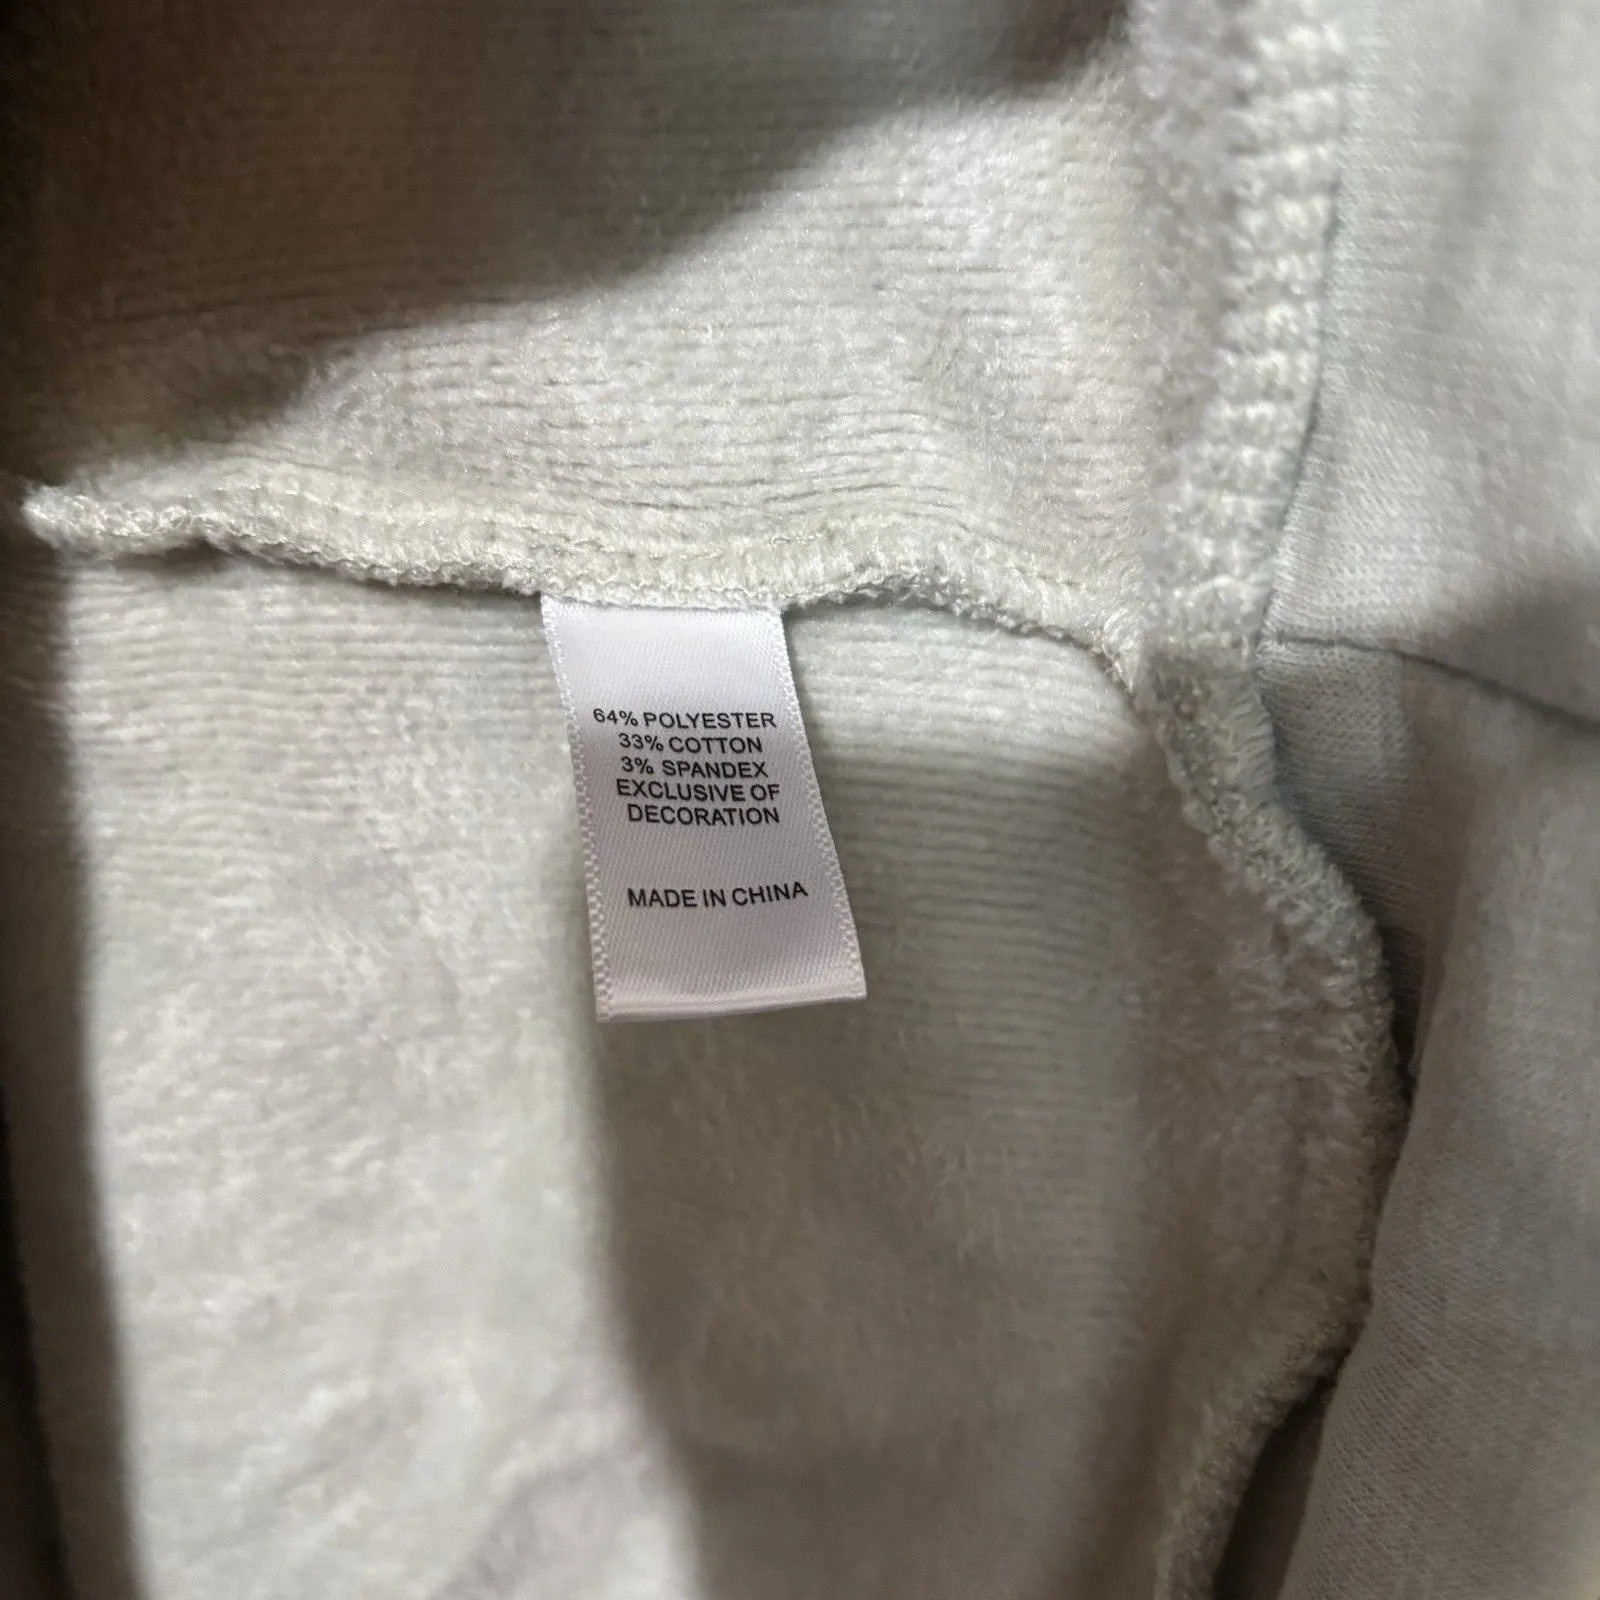 64% POLYESTER
33% COTTON
3% SPANDEX
EXCLUSIVE OF
DECORATION
MADE IN CHINA